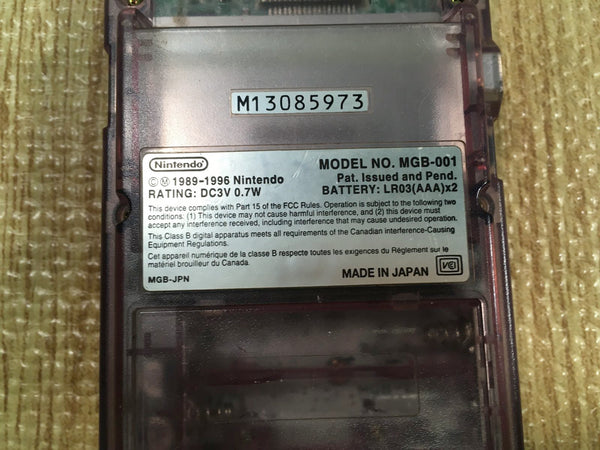 M13085973
Nintendo
MODEL NO. MGB-001
©Ⓜ 1989-1996 Nintendo
Pat. Issued and Pend.
RATING: DC3V 0.7W
BATTERY: LR03(AAA)x2
This device complies with Part 15 of the FCC Rules. Operation is subject to the following two
conditions. (1) This device may not cause harmful interference, and (2) this device must
accept any interference received, including interference that may cause undesired operation.
This Class B digital apparatus meets all requirements of the Canadian Interference-Causing
Equipment Regulations.
Cet appareil numérique de la classe B respecte toutes les exigences du Règlement sur le
matériel brouilleur du Canada.
MADE IN JAPAN
MGB-JPN